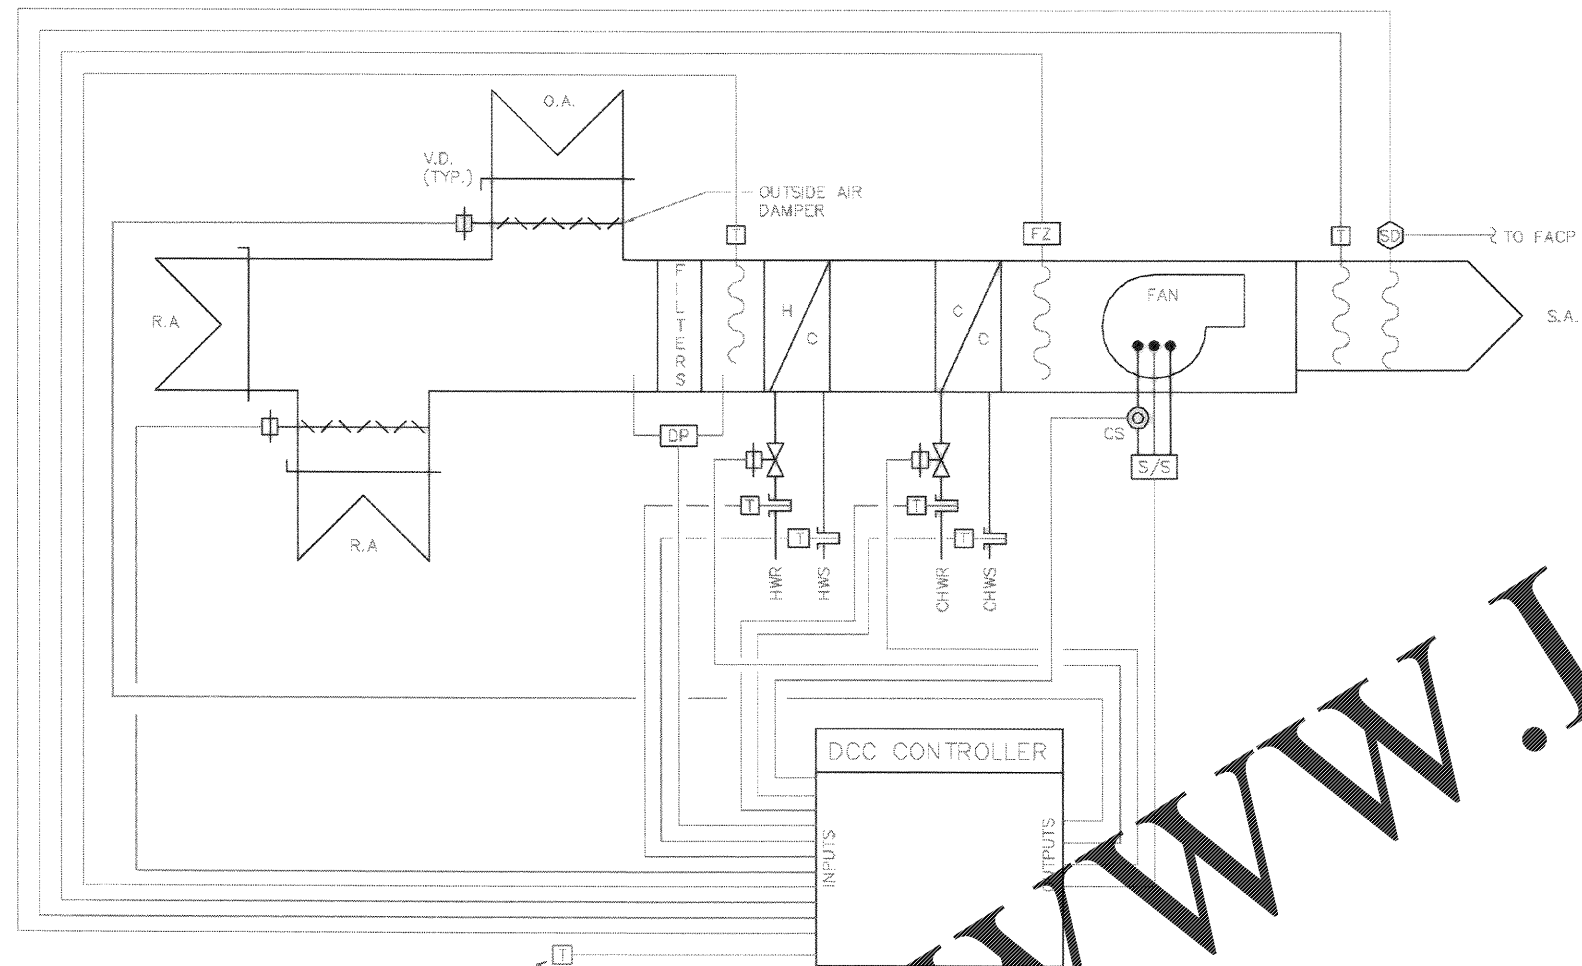 O.A.
V.D.
(TYP.)
OUTSIDE AIR
DAMPER
T
FZ
T
SD
TO FACP
R.A
FILTERS
H
C
C
C
FAN
S.A.
DP
CS
S/S
T
T
T
T
R.A
HWR
HWS
CHWR
CHWS
DCC CONTROLLER
INPUTS
OUTPUTS
T
WWW.